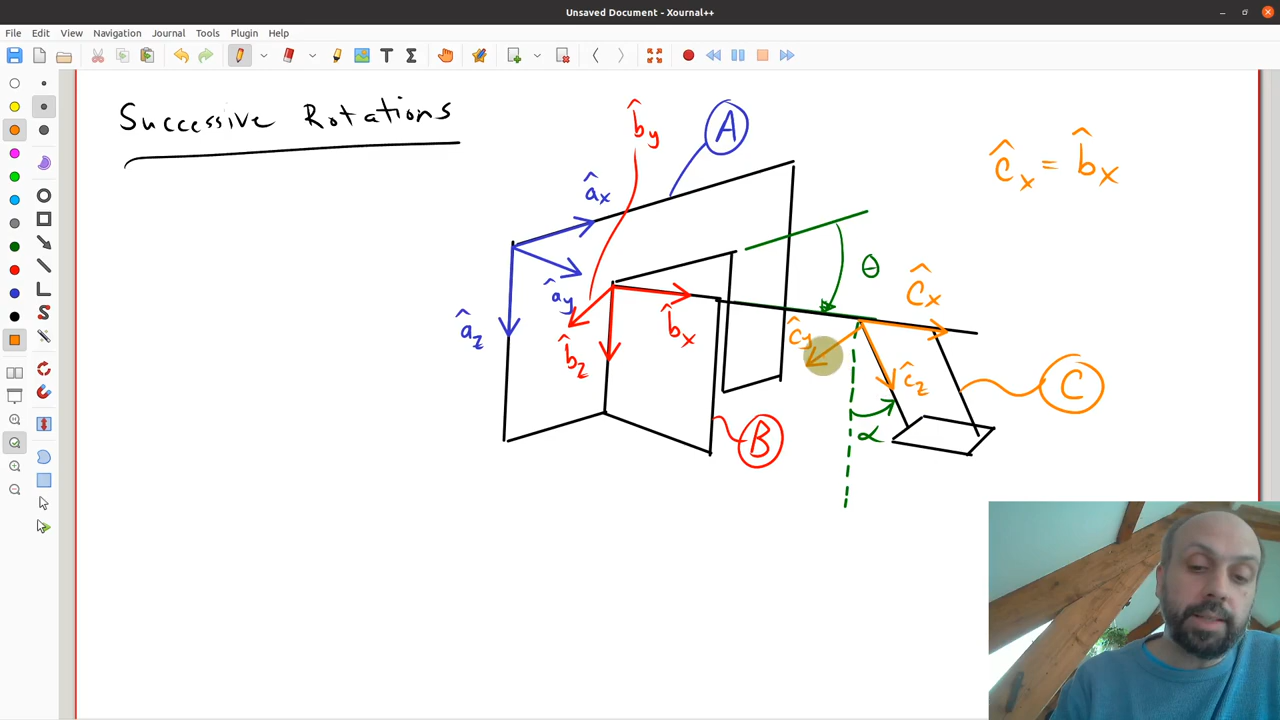 Unsaved Document - Xournal++
File Edit View Navigation Journal Tools Plugin Help
Successive Rotations
b̂y
A
âx
ĉx = b̂x
ây
θ
ĉx
âz
b̂x
ĉy
b̂z
ĉz
C
α
B